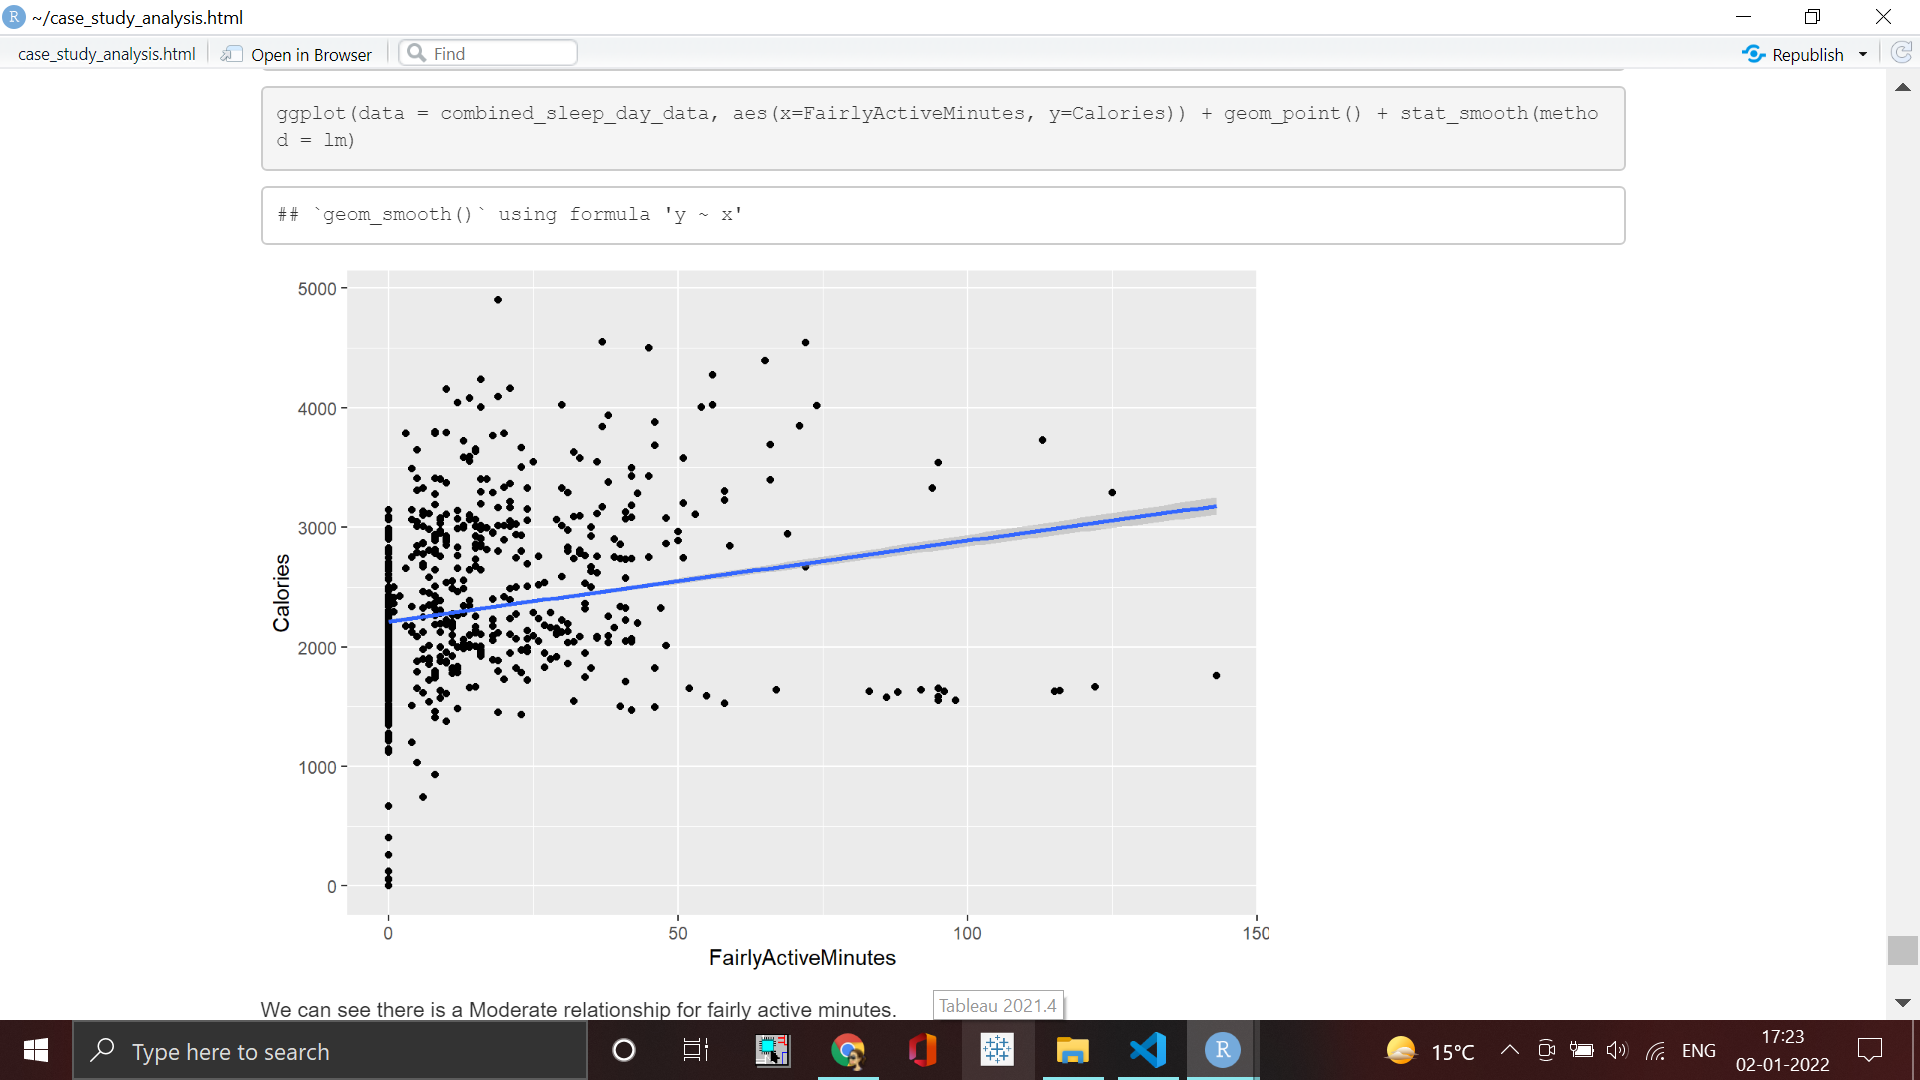 ~/case_study_analysis.html
case_study_analysis.html Open in Browser Find Republish
ggplot(data = combined_sleep_day_data, aes(x=FairlyActiveMinutes, y=Calories)) + geom_point() + stat_smooth(metho
d = lm)
## `geom_smooth()` using formula 'y ~ x'
5000
4000
3000
2000
1000
0
Calories
0 50 100 150
FairlyActiveMinutes
We can see there is a Moderate relationship for fairly active minutes.
Tableau 2021.4
Type here to search
15°C
ENG
17:23
02-01-2022